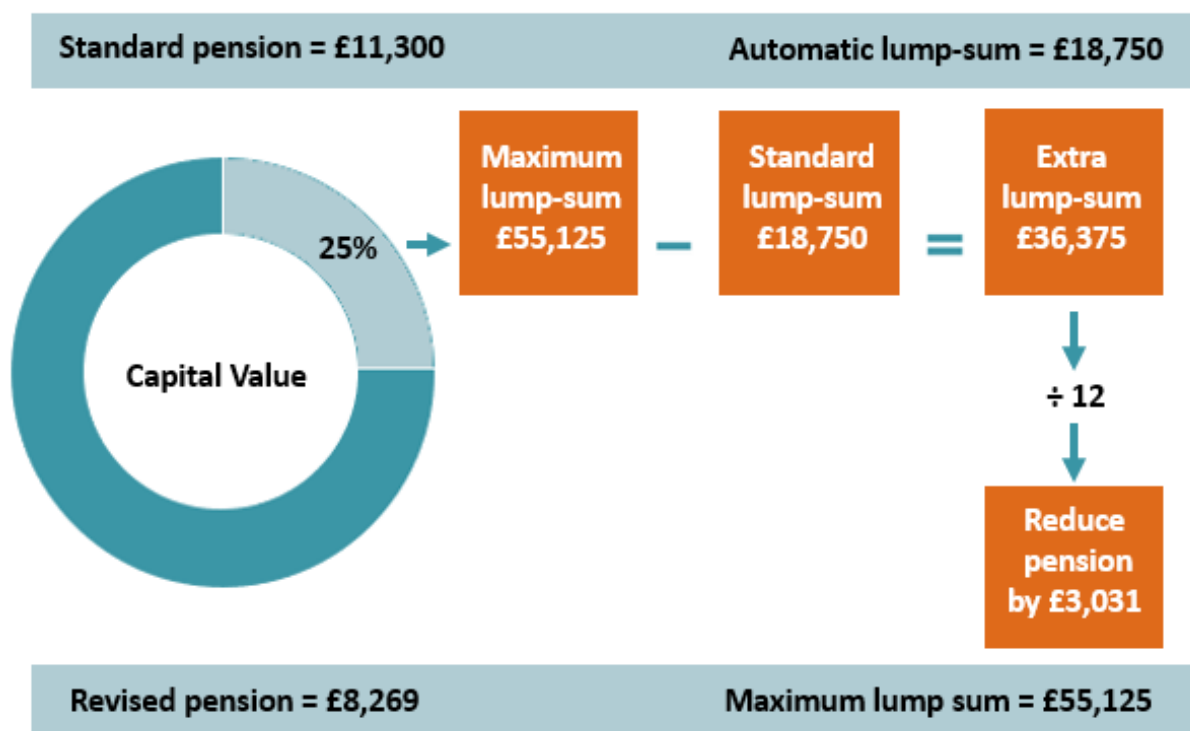 Standard pension = £11,300
Automatic lump-sum = £18,750
25%
Capital Value
Maximum
lump-sum
£55,125
–
Standard
lump-sum
£18,750
=
Extra
lump-sum
£36,375
÷ 12
Reduce
pension
by £3,031
Revised pension = £8,269
Maximum lump sum = £55,125